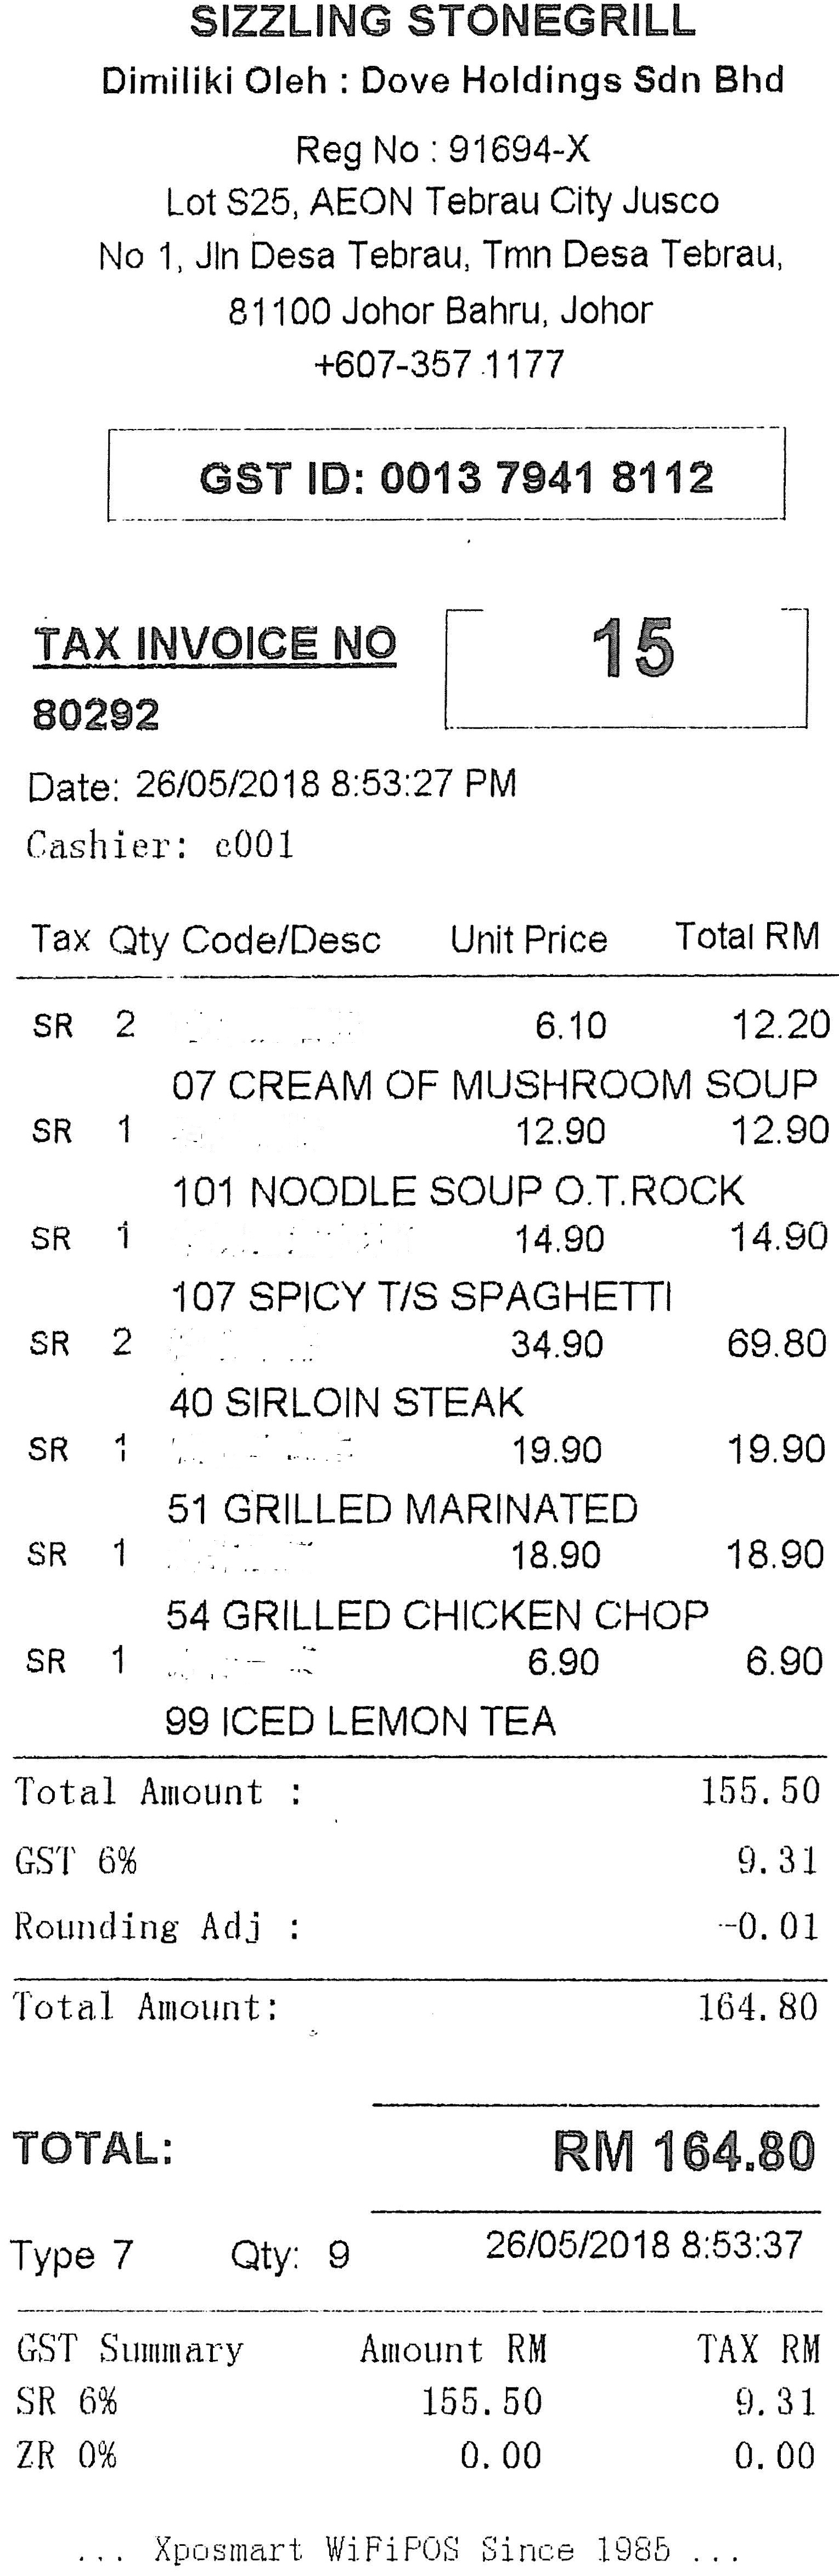 SIZZLING STONEGRILL
Dimiliki Oleh : Dove Holdings Sdn Bhd
Reg No : 91694-X
Lot S25, AEON Tebrau City Jusco
No 1, Jln Desa Tebrau, Tmn Desa Tebrau,
81100 Johor Bahru, Johor
+607-357 1177
GST ID: 0013 7941 8112
TAX INVOICE NO 15
80292
Date: 26/05/2018 8:53:27 PM
Cashier: c001
Tax Qty Code/Desc Unit Price Total RM
SR 2 6.10 12.20
07 CREAM OF MUSHROOM SOUP
SR 1 12.90 12.90
101 NOODLE SOUP O.T.ROCK
SR 1 14.90 14.90
107 SPICY T/S SPAGHETTI
SR 2 34.90 69.80
40 SIRLOIN STEAK
SR 1 19.90 19.90
51 GRILLED MARINATED
SR 1 18.90 18.90
54 GRILLED CHICKEN CHOP
SR 1 6.90 6.90
99 ICED LEMON TEA
Total Amount : 155.50
GST 6% 9.31
Rounding Adj : -0.01
Total Amount: 164.80
TOTAL: RM 164.80
Type 7 Qty: 9 26/05/2018 8:53:37
GST Summary Amount RM TAX RM
SR 6% 155.50 9.31
ZR 0% 0.00 0.00
... Xposmart WiFiPOS Since 1985 ...